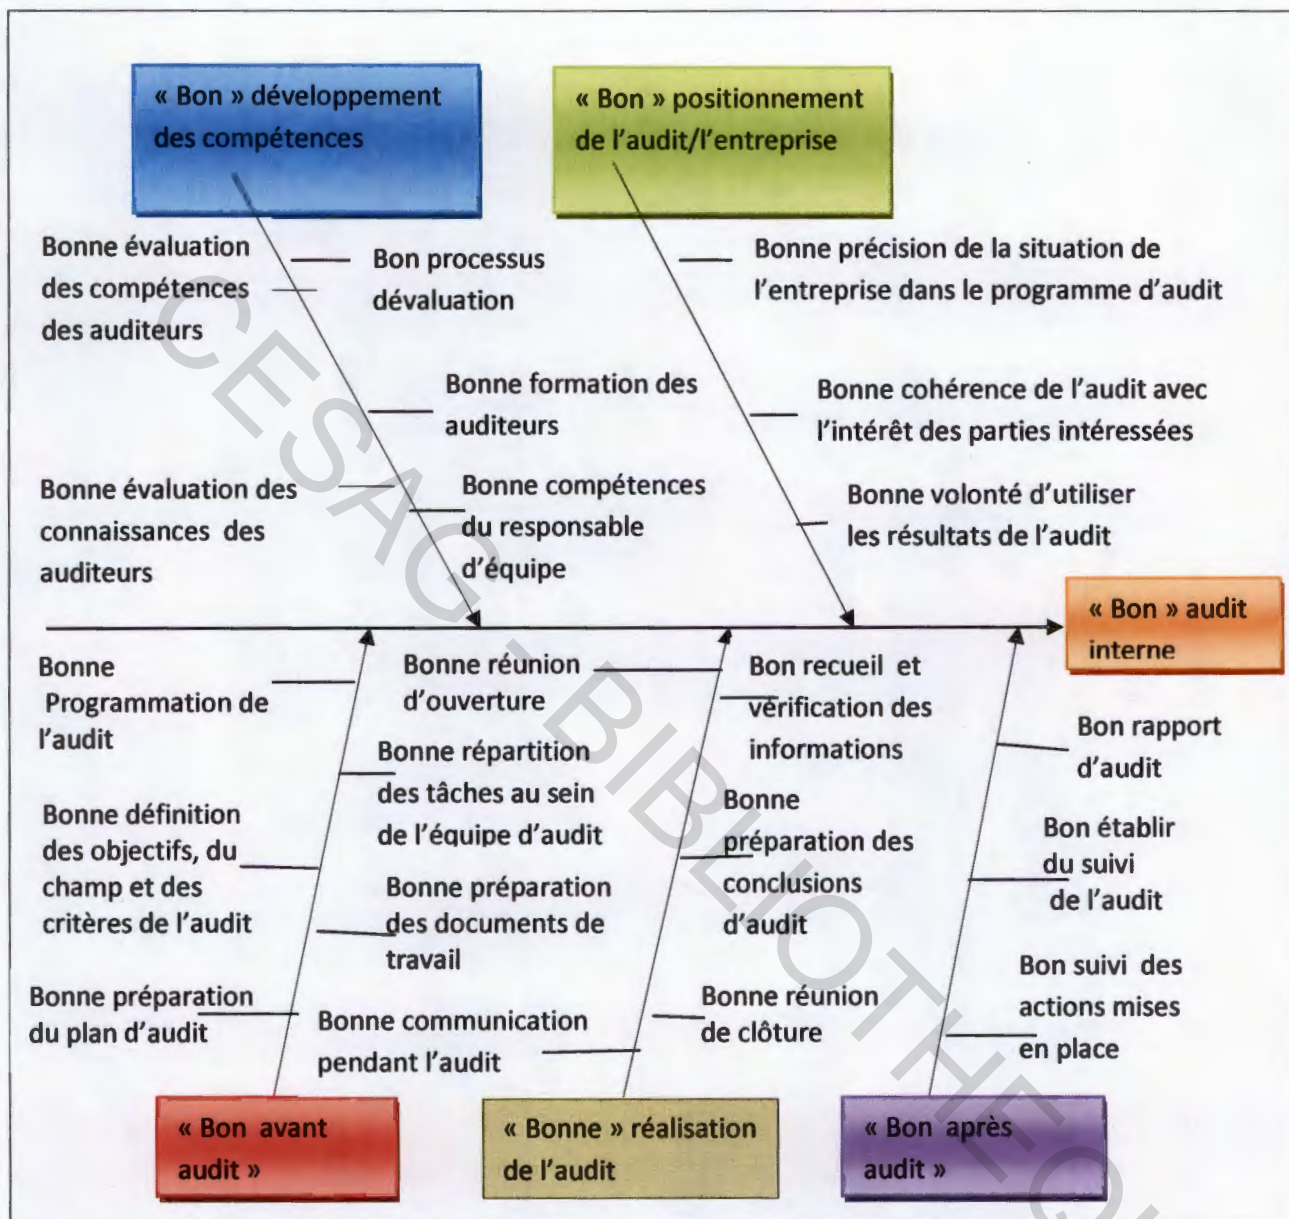 « Bon » développement
des compétences
« Bon » positionnement
de l'audit/l'entreprise
Bonne évaluation
des compétences
des auditeurs
Bon processus
dévaluation
Bonne précision de la situation de
l'entreprise dans le programme d'audit
Bonne formation des
auditeurs
Bonne cohérence de l'audit avec
l'intérêt des parties intéressées
Bonne évaluation des
connaissances des
auditeurs
Bonne compétences
du responsable
d'équipe
Bonne volonté d'utiliser
les résultats de l'audit
« Bon » audit
interne
Bonne
Programmation de
l'audit
Bonne réunion
d'ouverture
Bon recueil et
vérification des
informations
Bon rapport
d'audit
Bonne répartition
des tâches au sein
de l'équipe d'audit
Bonne définition
des objectifs, du
champ et des
critères de l'audit
Bonne
préparation des
conclusions
d'audit
Bon établir
du suivi
de l'audit
Bonne préparation
des documents de
travail
Bonne préparation
du plan d'audit
Bonne communication
pendant l'audit
Bonne réunion
de clôture
Bon suivi des
actions mises
en place
« Bon avant
audit »
« Bonne » réalisation
de l'audit
« Bon après
audit »
CESAG - BIBLIOTHEQU